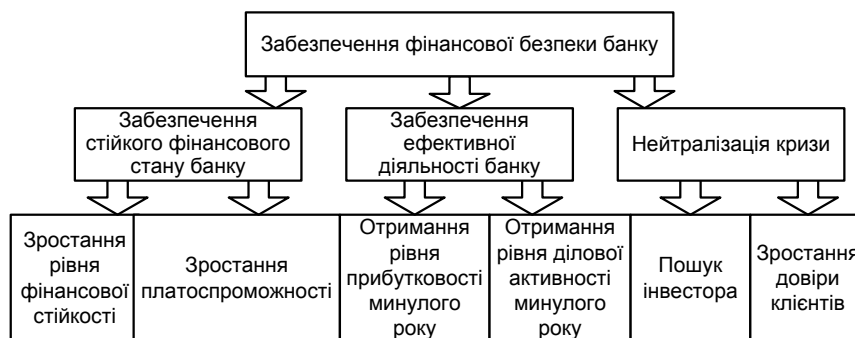 Забезпечення фінансової безпеки банку
Забезпечення
стійкого фінансового
стану банку
Забезпечення
ефективної
діяльності банку
Нейтралізація кризи
Зростання
рівня
фінансової
стійкості
Зростання
платоспроможності
Отримання
рівня
прибутковості
минулого
року
Отримання
рівня ділової
активності
минулого
року
Пошук
інвестора
Зростання
довіри
клієнтів